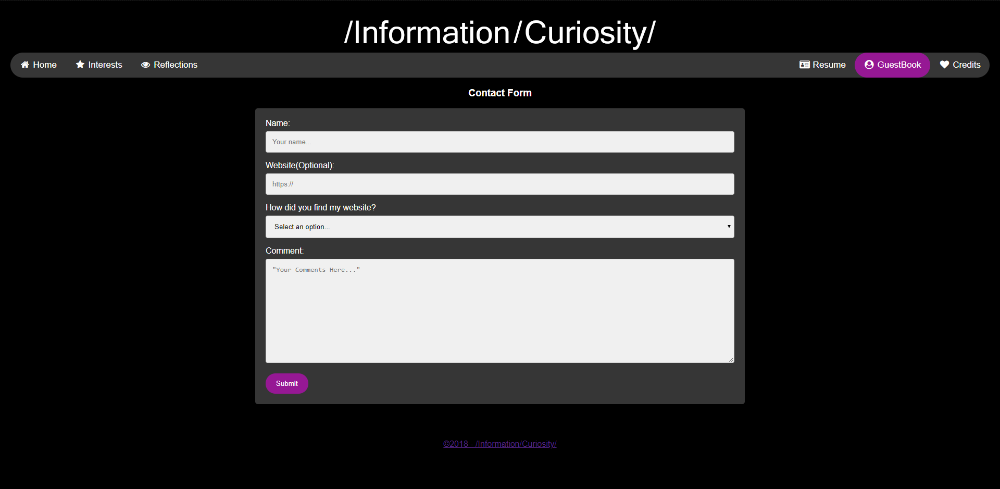 /Information/Curiosity/
Home Interests Reflections Resume GuestBook Credits
Contact Form
Name:
Your name...
Website(Optional):
https://
How did you find my website?
Select an option...
Comment:
"Your Comments Here..."
Submit
©2018 - /Information/Curiosity/